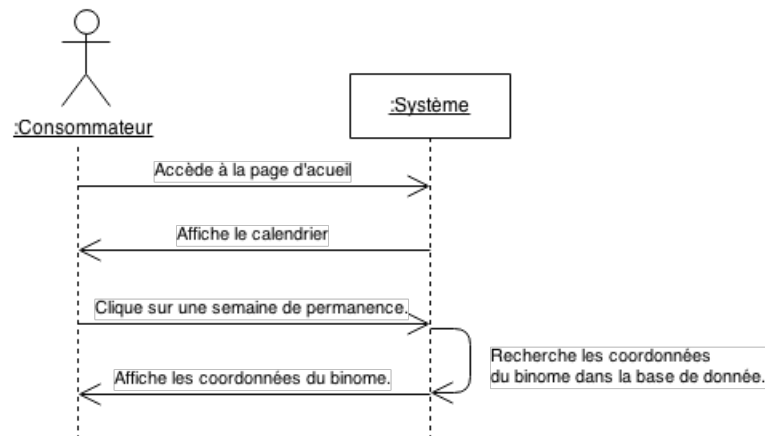 :Consommateur
:Système
Accède à la page d'acueil
Affiche le calendrier
Clique sur une semaine de permanence.
Recherche les coordonnées
du binome dans la base de donnée.
Affiche les coordonnées du binome.